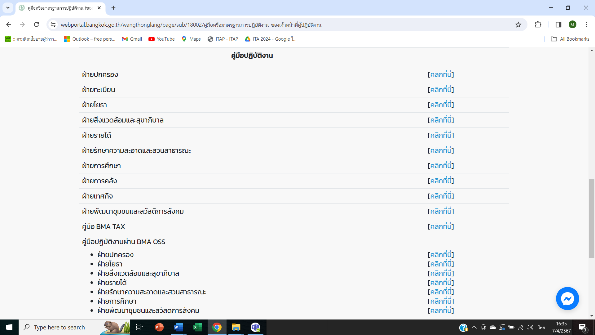 webportal.bangkok.go.th/wangthonglang/page/sub/18002/
YouTube
Maps
ITAP - ITAP
ITA 2024 - Google ไ...
All Bookmarks
คู่มือปฏิบัติงาน
ฝ่ายปกครอง [คลิกที่นี่]
ฝ่ายทะเบียน [คลิกที่นี่]
ฝ่ายโยธา [คลิกที่นี่]
ฝ่ายสิ่งแวดล้อมและสุขาภิบาล [คลิกที่นี่]
ฝ่ายรายได้ [คลิกที่นี่]
ฝ่ายรักษาความสะอาดและสวนสาธารณะ [คลิกที่นี่]
ฝ่ายการศึกษา [คลิกที่นี่]
ฝ่ายการคลัง [คลิกที่นี่]
ฝ่ายเทศกิจ [คลิกที่นี่]
ฝ่ายพัฒนาชุมชนและสวัสดิการสังคม [คลิกที่นี่]
คู่มือ BMA TAX [คลิกที่นี่]
คู่มือปฏิบัติงานผ่าน BMA OSS
• ฝ่ายปกครอง [คลิกที่นี่]
• ฝ่ายโยธา [คลิกที่นี่]
• ฝ่ายสิ่งแวดล้อมและสุขาภิบาล [คลิกที่นี่]
• ฝ่ายรายได้ [คลิกที่นี่]
• ฝ่ายรักษาความสะอาดและสวนสาธารณะ [คลิกที่นี่]
• ฝ่ายการศึกษา [คลิกที่นี่]
• ฝ่ายพัฒนาชุมชนและสวัสดิการสังคม [คลิกที่นี่]
Type here to search